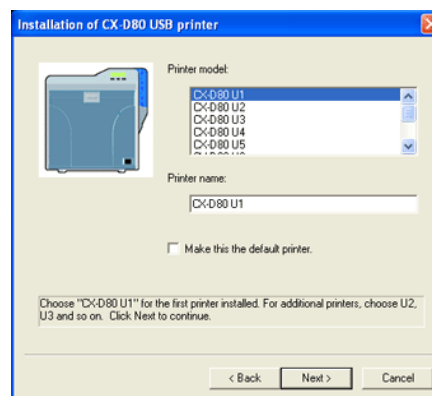 Installation of CX-D80 USB printer
Printer model:
CX-D80 U1
CX-D80 U2
CX-D80 U3
CX-D80 U4
CX-D80 U5
Printer name:
CX-D80 U1
Make this the default printer.
Choose "CX-D80 U1" for the first printer installed. For additional printers, choose U2,
U3 and so on. Click Next to continue.
< Back
Next >
Cancel